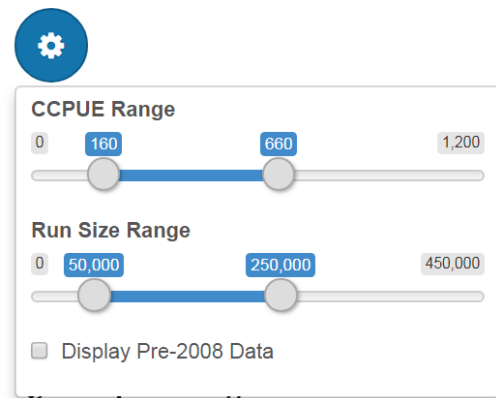 CCPUE Range
0 160 660 1,200
Run Size Range
0 50,000 250,000 450,000
Display Pre-2008 Data